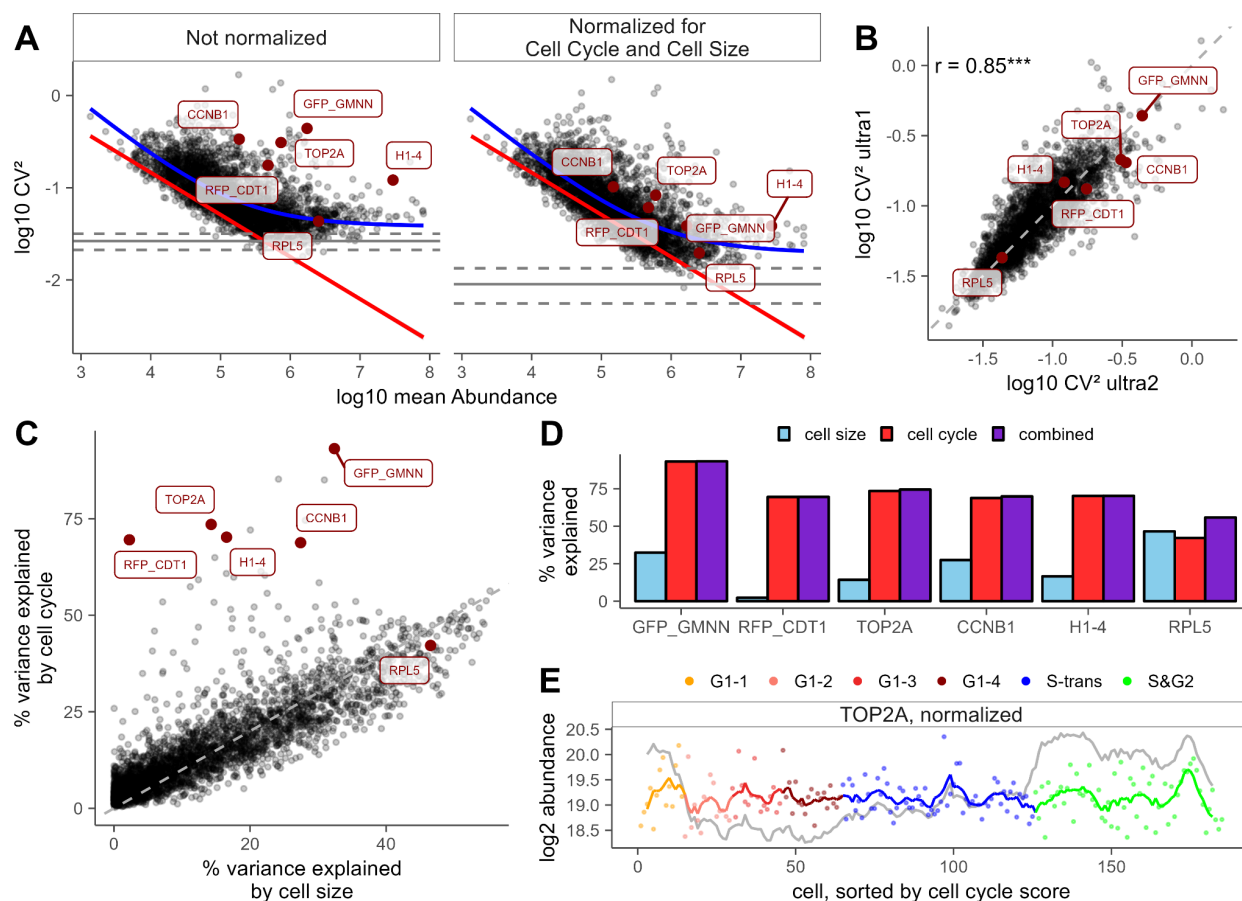 A
Not normalized
Normalized for
Cell Cycle and Cell Size
log10 CV²
0
-1
-2
CCNB1
GFP_GMNN
TOP2A
H1-4
RFP_CDT1
RPL5
CCNB1
TOP2A
H1-4
RFP_CDT1
GFP_GMNN
RPL5
3 4 5 6 7 8
3 4 5 6 7 8
log10 mean Abundance
B
r = 0.85***
log10 CV² ultra1
0.0
-0.5
-1.0
-1.5
GFP_GMNN
TOP2A
H1-4
CCNB1
RFP_CDT1
RPL5
-1.5 -1.0 -0.5 0.0
log10 CV² ultra2
C
% variance explained
by cell cycle
75
50
25
0
GFP_GMNN
TOP2A
CCNB1
RFP_CDT1
H1-4
RPL5
0 20 40
% variance explained
by cell size
D
cell size cell cycle combined
% variance
explained
75
50
25
0
GFP_GMNN RFP_CDT1 TOP2A CCNB1 H1-4 RPL5
E
G1-1 G1-2 G1-3 G1-4 S-trans S&G2
TOP2A, normalized
log2 abundance
20.5
20.0
19.5
19.0
18.5
0 50 100 150
cell, sorted by cell cycle score